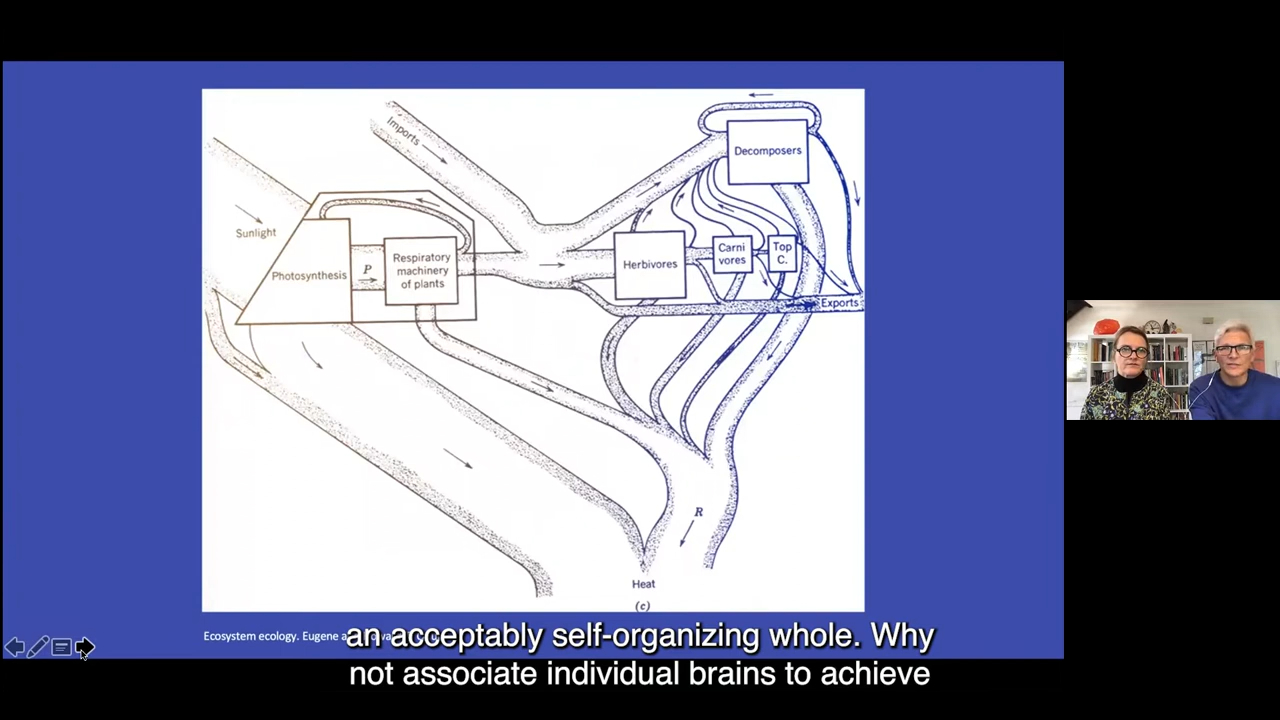 Imports
Decomposers
Sunlight
Photosynthesis
P
Respiratory
machinery
of plants
Herbivores
Carni
vores
Top
C.
Exports
R
Heat
(c)
Ecosystem ecology. Eugene
an acceptably self-organizing whole. Why
not associate individual brains to achieve